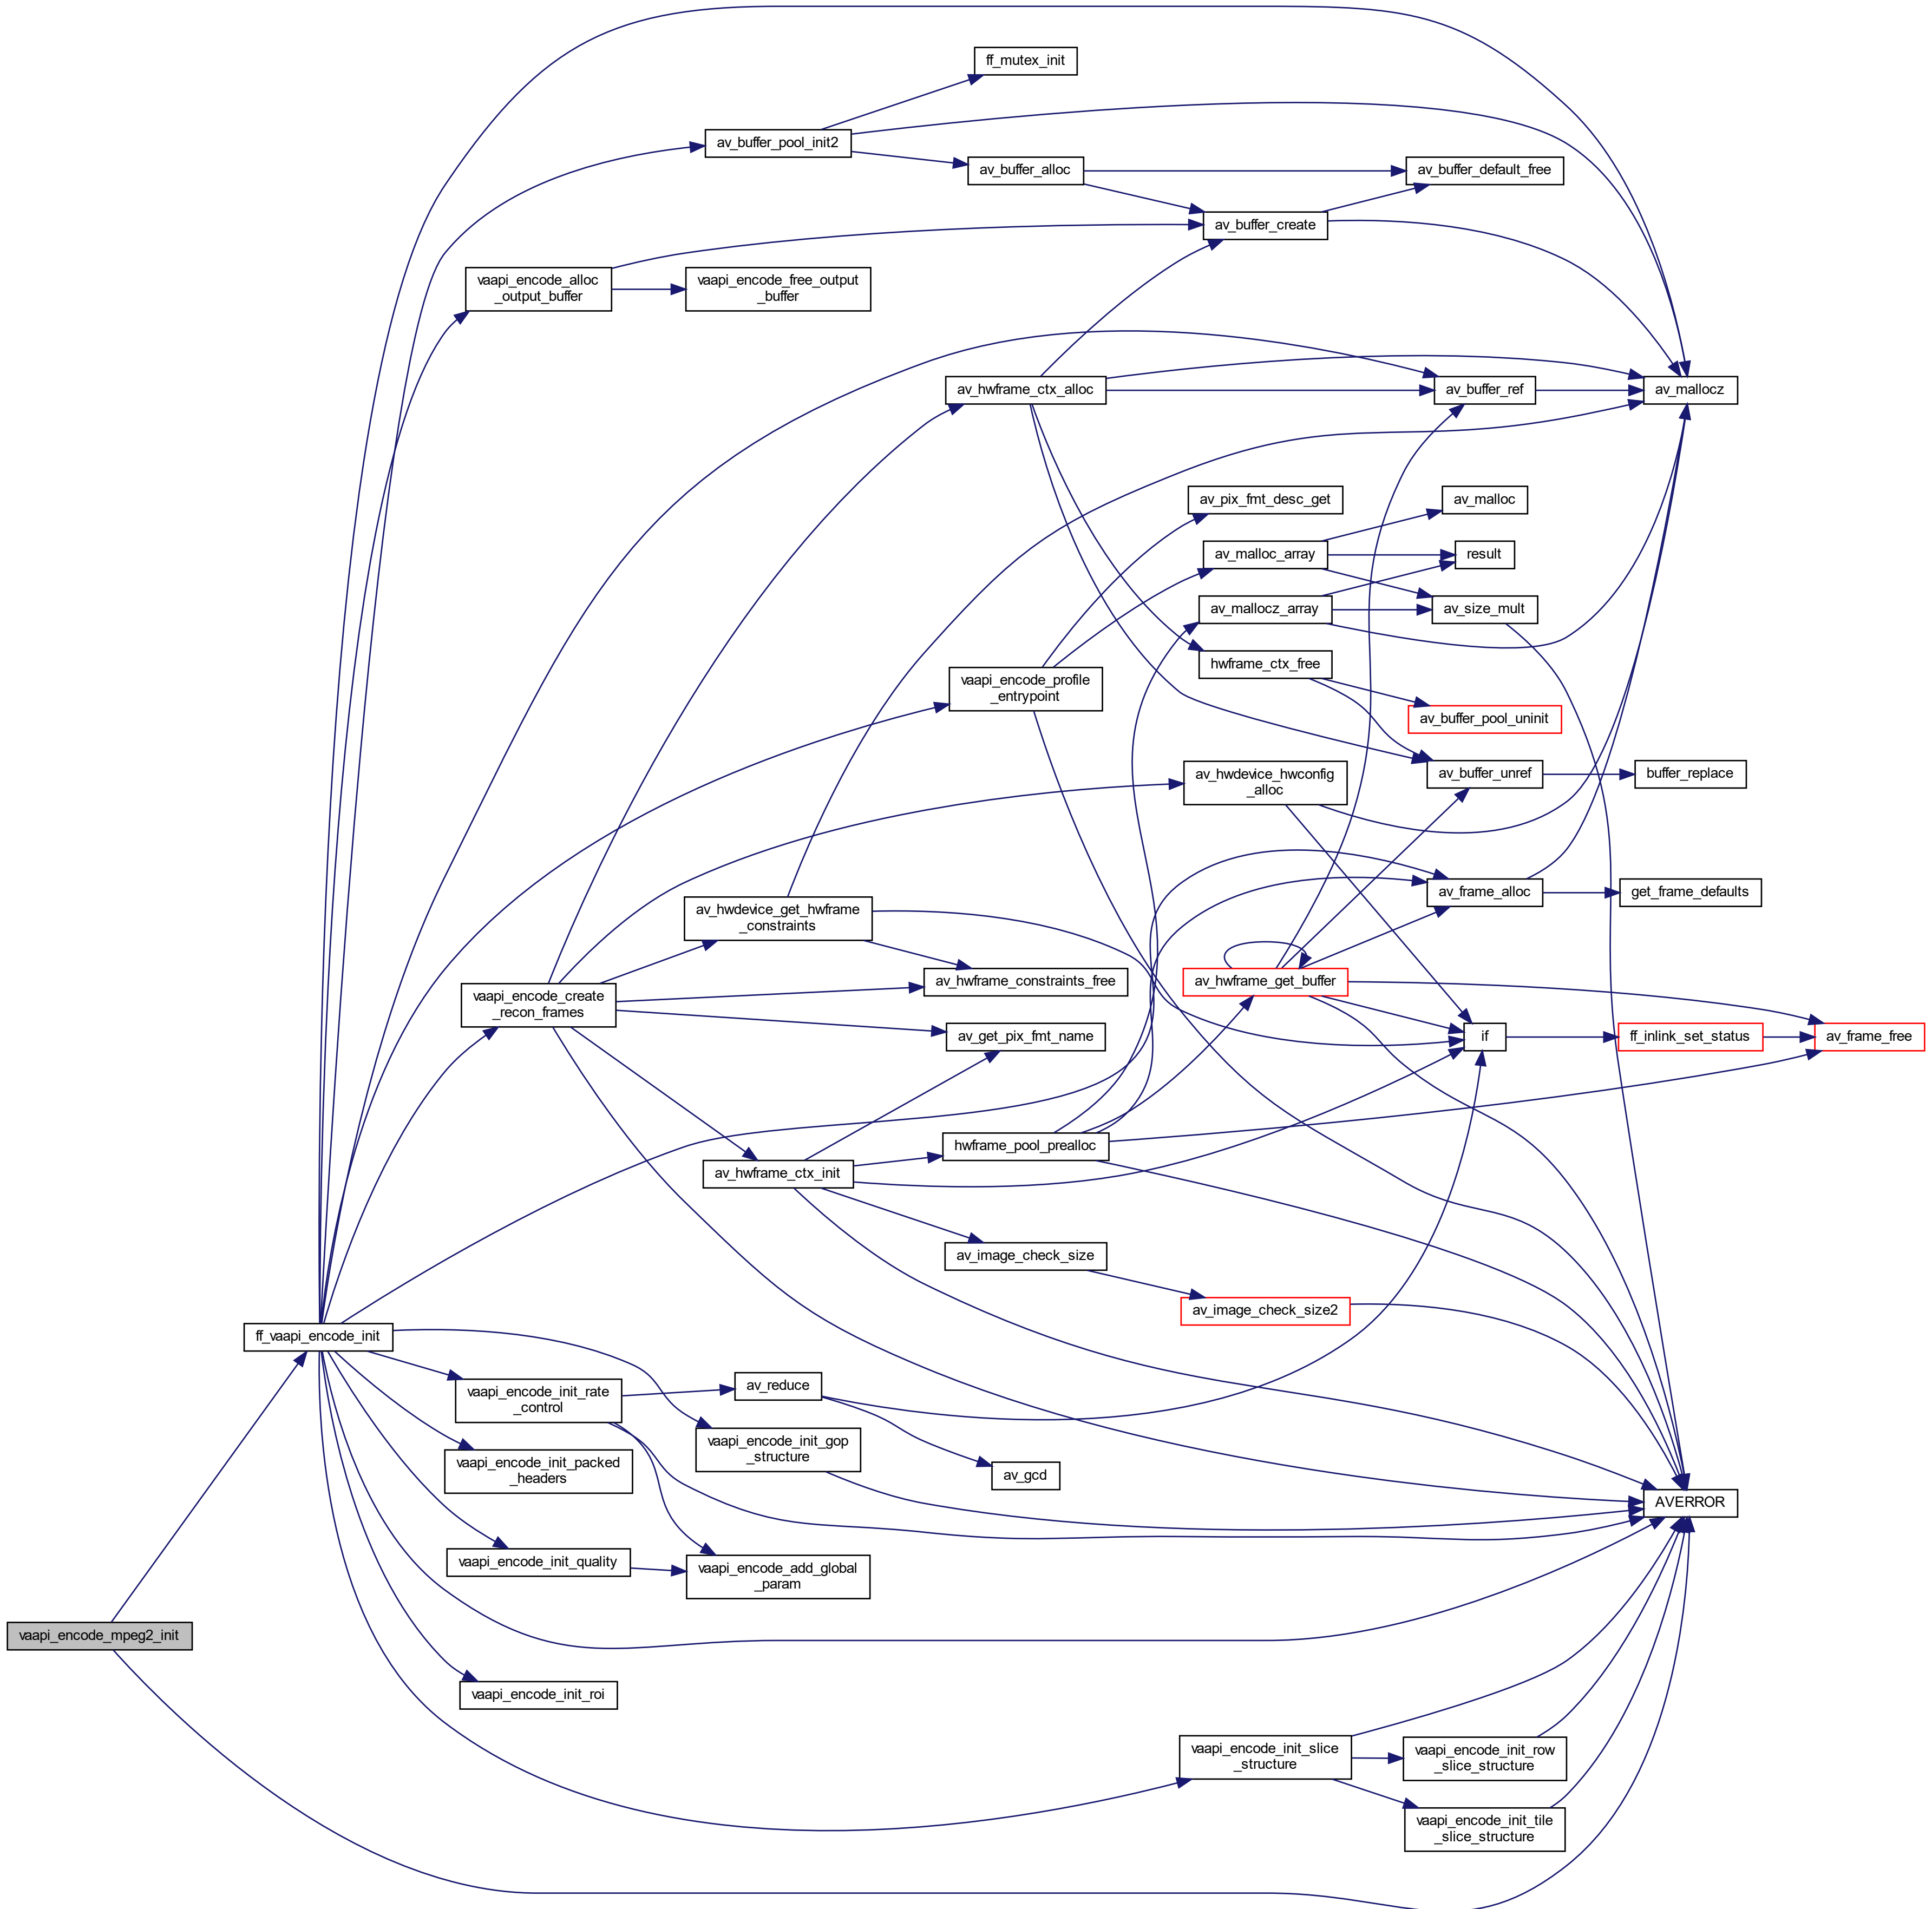 ff_mutex_init
av_buffer_pool_init2
av_buffer_alloc
av_buffer_default_free
av_buffer_create
vaapi_encode_alloc
_output_buffer
vaapi_encode_free_output
_buffer
av_hwframe_ctx_alloc
av_buffer_ref
av_mallocz
av_pix_fmt_desc_get
av_malloc
av_malloc_array
result
av_mallocz_array
av_size_mult
hwframe_ctx_free
vaapi_encode_profile
_entrypoint
av_buffer_pool_uninit
av_hwdevice_hwconfig
_alloc
av_buffer_unref
buffer_replace
av_frame_alloc
get_frame_defaults
av_hwdevice_get_hwframe
_constraints
av_hwframe_constraints_free
av_hwframe_get_buffer
vaapi_encode_create
_recon_frames
av_get_pix_fmt_name
if
ff_inlink_set_status
av_frame_free
hwframe_pool_prealloc
av_hwframe_ctx_init
av_image_check_size
av_image_check_size2
ff_vaapi_encode_init
vaapi_encode_init_rate
_control
av_reduce
vaapi_encode_init_gop
_structure
vaapi_encode_init_packed
_headers
av_gcd
AVERROR
vaapi_encode_init_quality
vaapi_encode_add_global
_param
vaapi_encode_mpeg2_init
vaapi_encode_init_roi
vaapi_encode_init_slice
_structure
vaapi_encode_init_row
_slice_structure
vaapi_encode_init_tile
_slice_structure